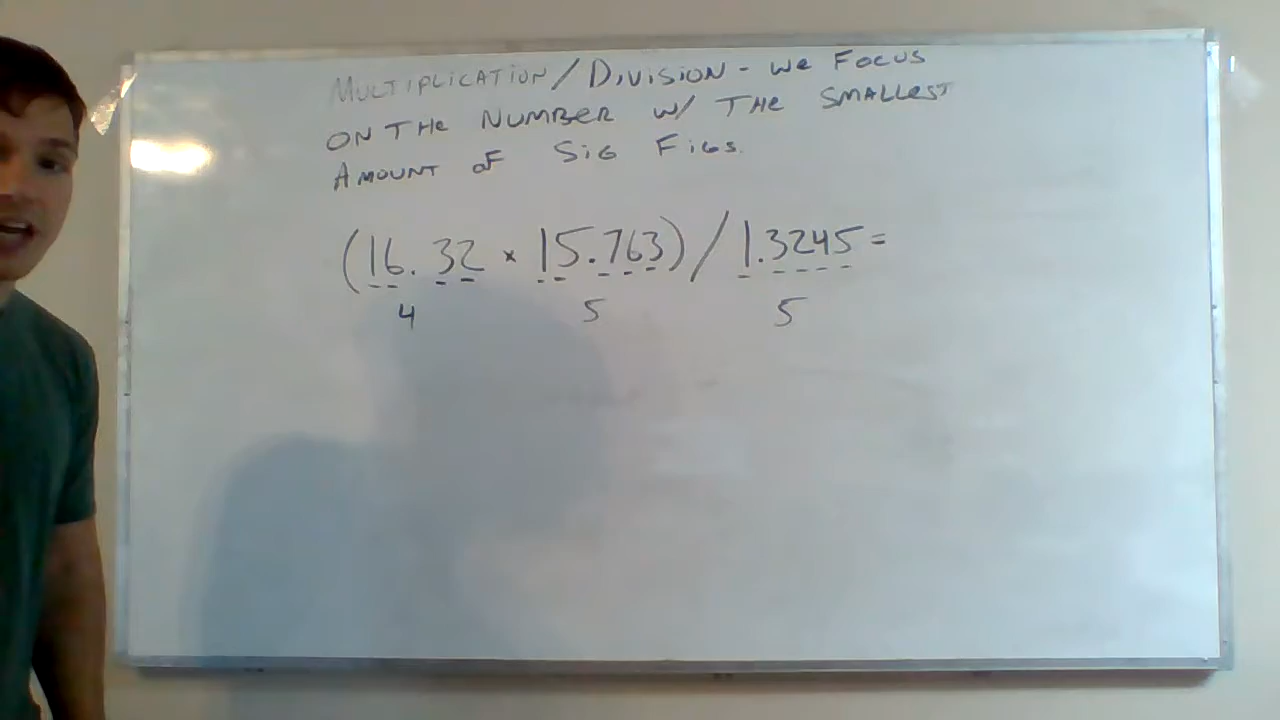 MULTIPLICATION/DIVISION - WE FOCUS
ON THE NUMBER W/ THE SMALLEST
AMOUNT OF SIG FIGS.
(16.32 × 15.763) / 1.3245 =
4 5 5